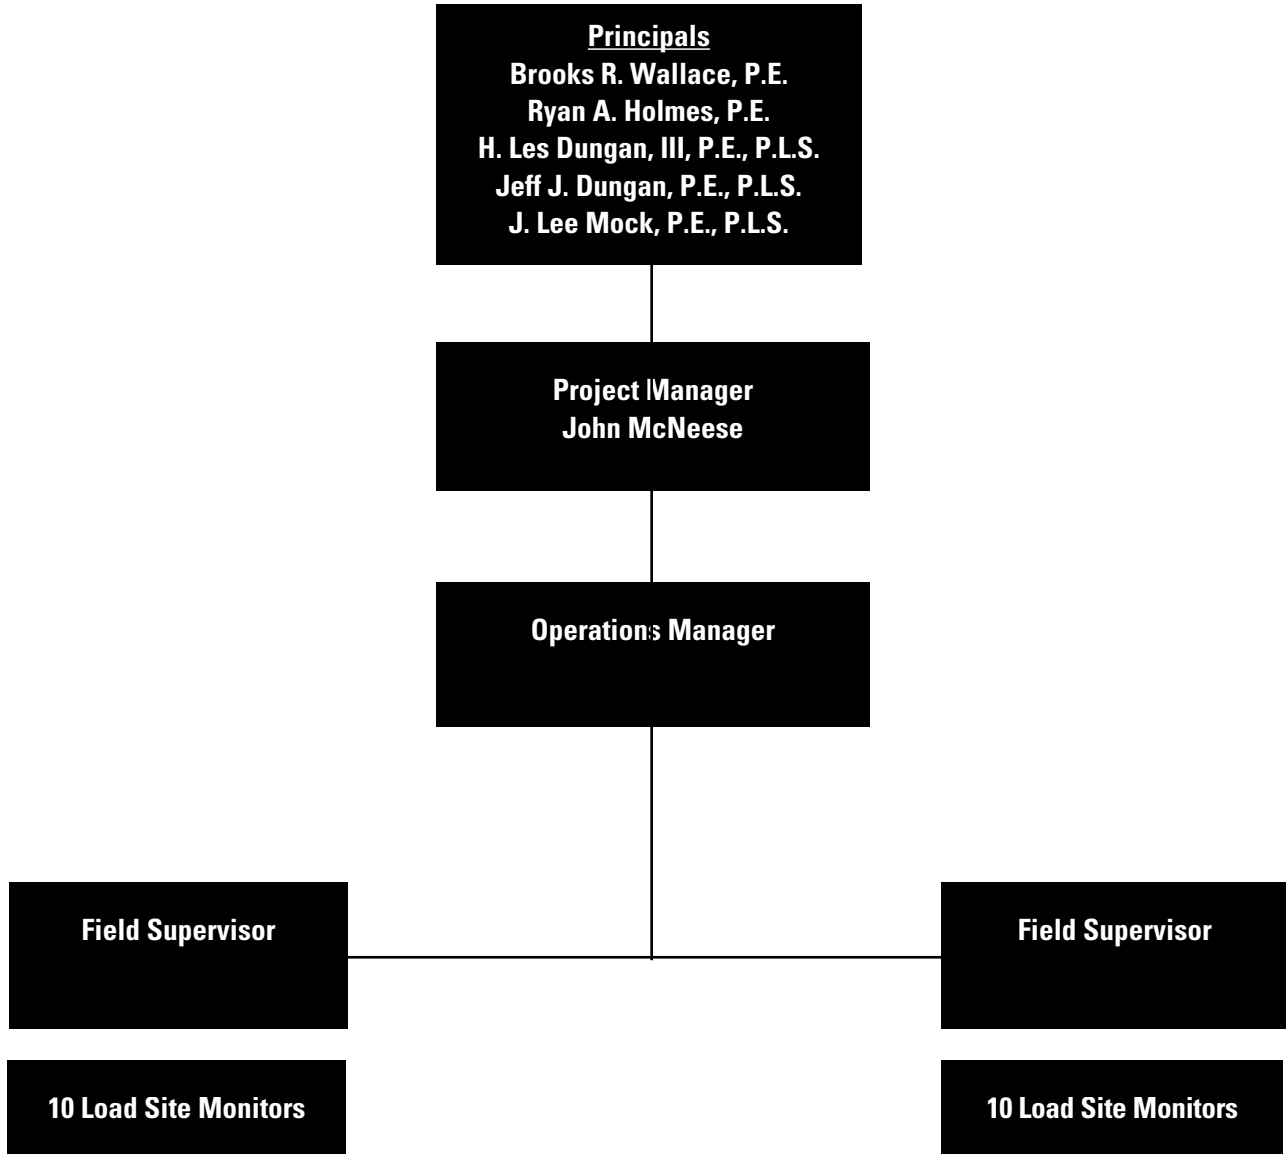 Principals
Brooks R. Wallace, P.E.
Ryan A. Holmes, P.E.
H. Les Dungan, III, P.E., P.L.S.
Jeff J. Dungan, P.E., P.L.S.
J. Lee Mock, P.E., P.L.S.
Project Manager
John McNeese
Operations Manager
Field Supervisor
Field Supervisor
10 Load Site Monitors
10 Load Site Monitors